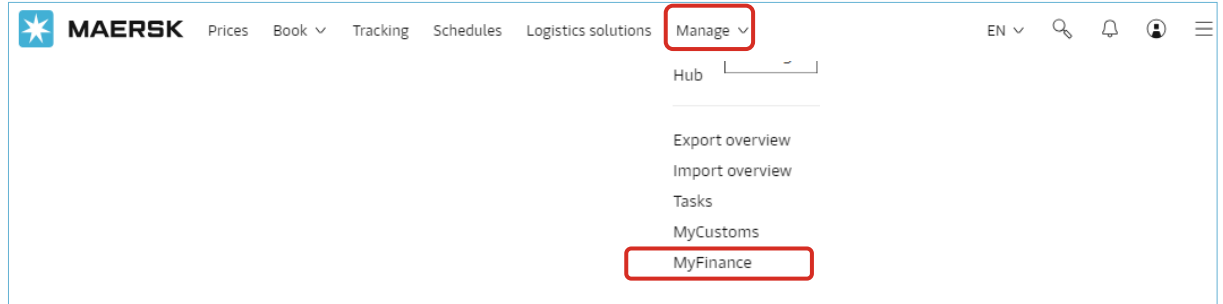 MAERSK Prices Book Tracking Schedules Logistics solutions Manage EN
Hub
Export overview
Import overview
Tasks
MyCustoms
MyFinance